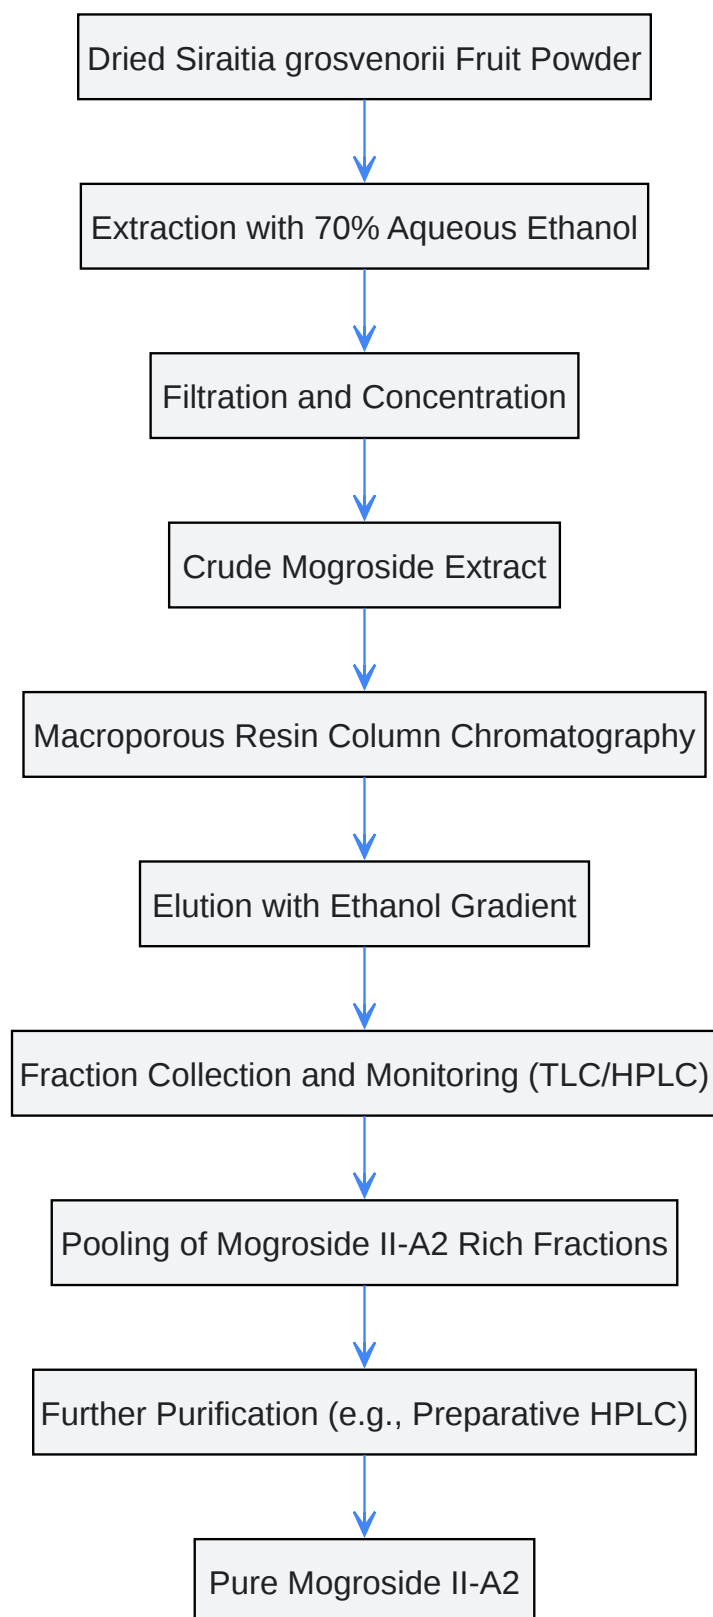 Dried Siraitia grosvenorii Fruit Powder
Extraction with 70% Aqueous Ethanol
Filtration and Concentration
Crude Mogroside Extract
Macroporous Resin Column Chromatography
Elution with Ethanol Gradient
Fraction Collection and Monitoring (TLC/HPLC)
Pooling of Mogroside II-A2 Rich Fractions
Further Purification (e.g., Preparative HPLC)
Pure Mogroside II-A2